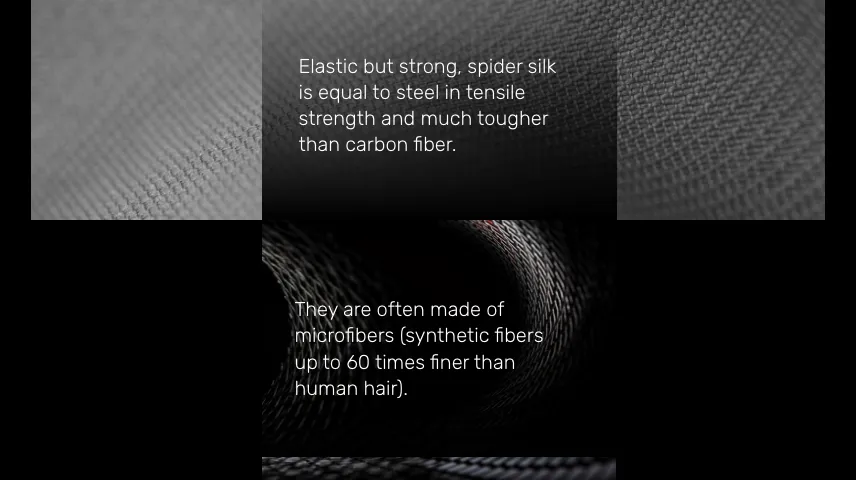 Elastic but strong, spider silk
is equal to steel in tensile
strength and much tougher
than carbon fiber.
They are often made of
microfibers (synthetic fibers
up to 60 times finer than
human hair).